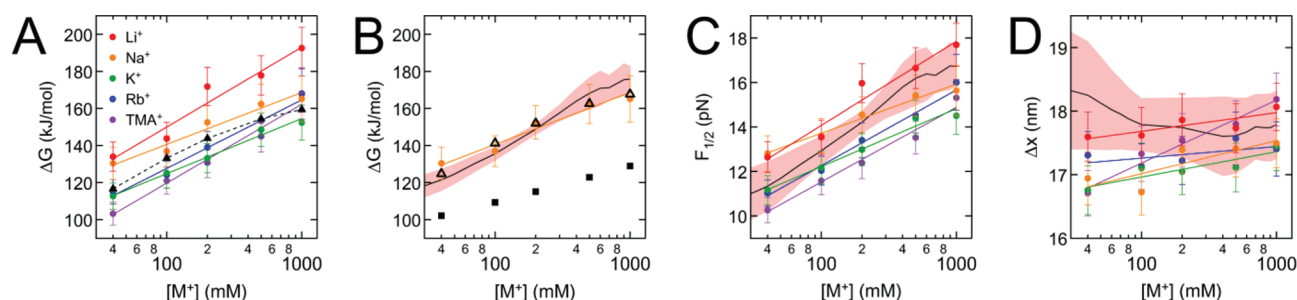 A
ΔG (kJ/mol)
200
180
160
140
120
100
Li⁺
Na⁺
K⁺
Rb⁺
TMA⁺
4 6 8 2 4 6 8
100 1000
[M⁺] (mM)
B
ΔG (kJ/mol)
200
180
160
140
120
100
4 6 8 2 4 6 8
100 1000
[M⁺] (mM)
C
F1/2 (pN)
18
16
14
12
10
4 6 8 2 4 6 8
100 1000
[M⁺] (mM)
D
Δx (nm)
19
18
17
16
4 6 8 2 4 6 8
100 1000
[M⁺] (mM)